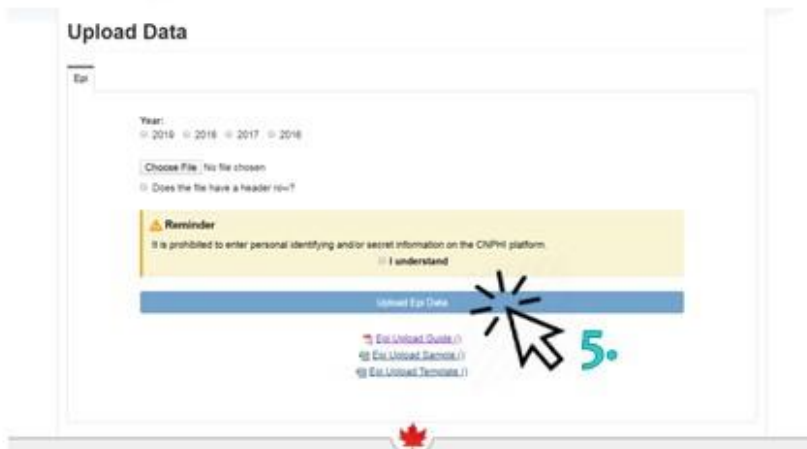 Upload Data
Epi
Year:
2019 2018 2017 2016
Choose File No file chosen
Does the file have a header row?
Reminder
It is prohibited to enter personal identifying and/or secret information on the CNPHI platform.
I understand
Upload Epi Data
Epi Upload Guide ()
Epi Upload Sample ()
Epi Upload Template ()
5.